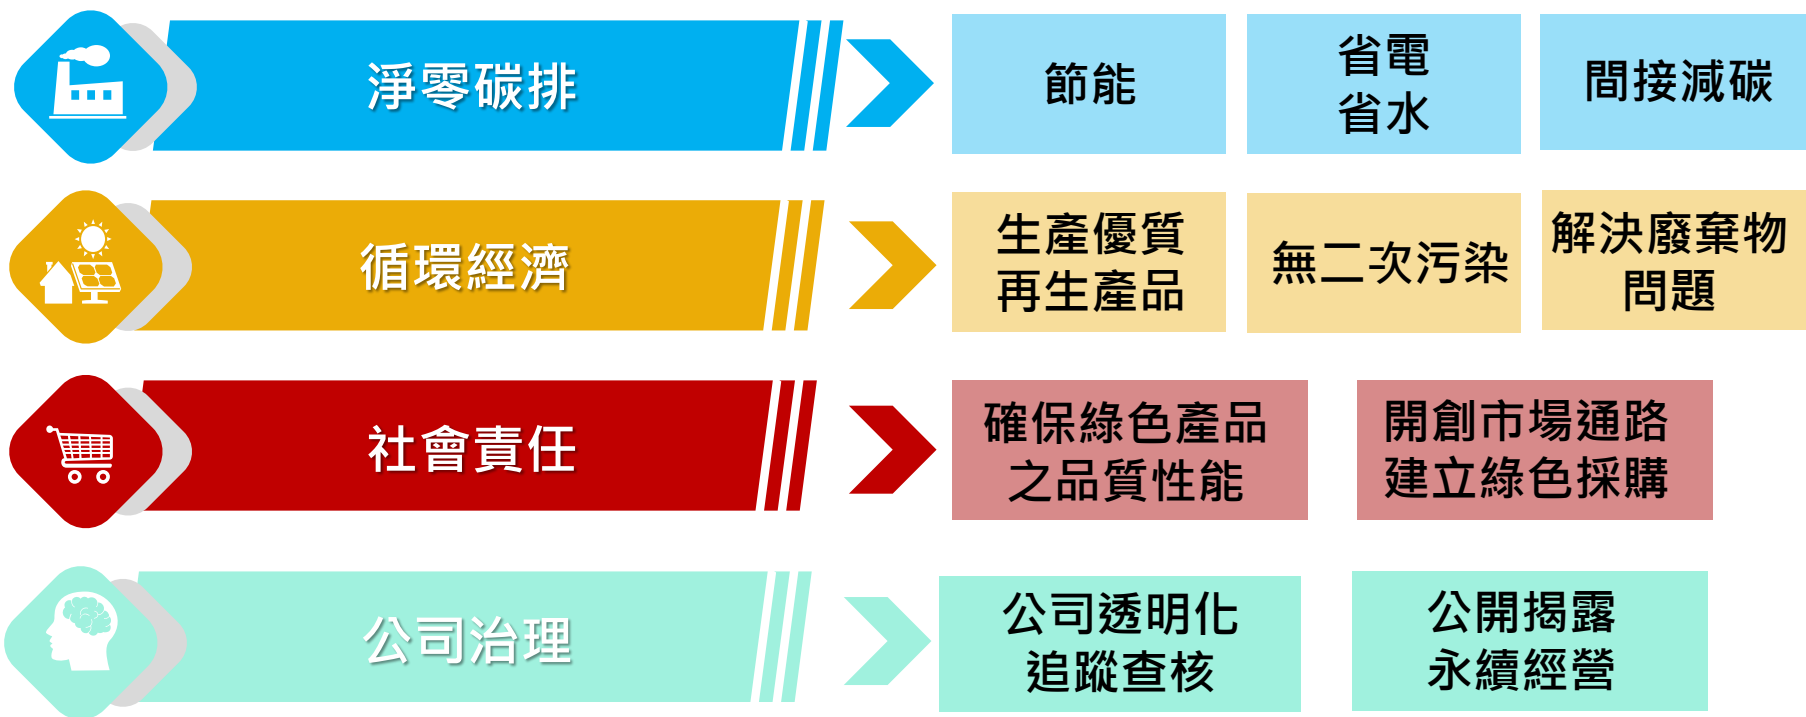 淨零碳排
節能
省電
省水
間接減碳
循環經濟
生產優質
再生產品
無二次污染
解決廢棄物
問題
社會責任
確保綠色產品
之品質性能
開創市場通路
建立綠色採購
公司治理
公司透明化
追蹤查核
公開揭露
永續經營